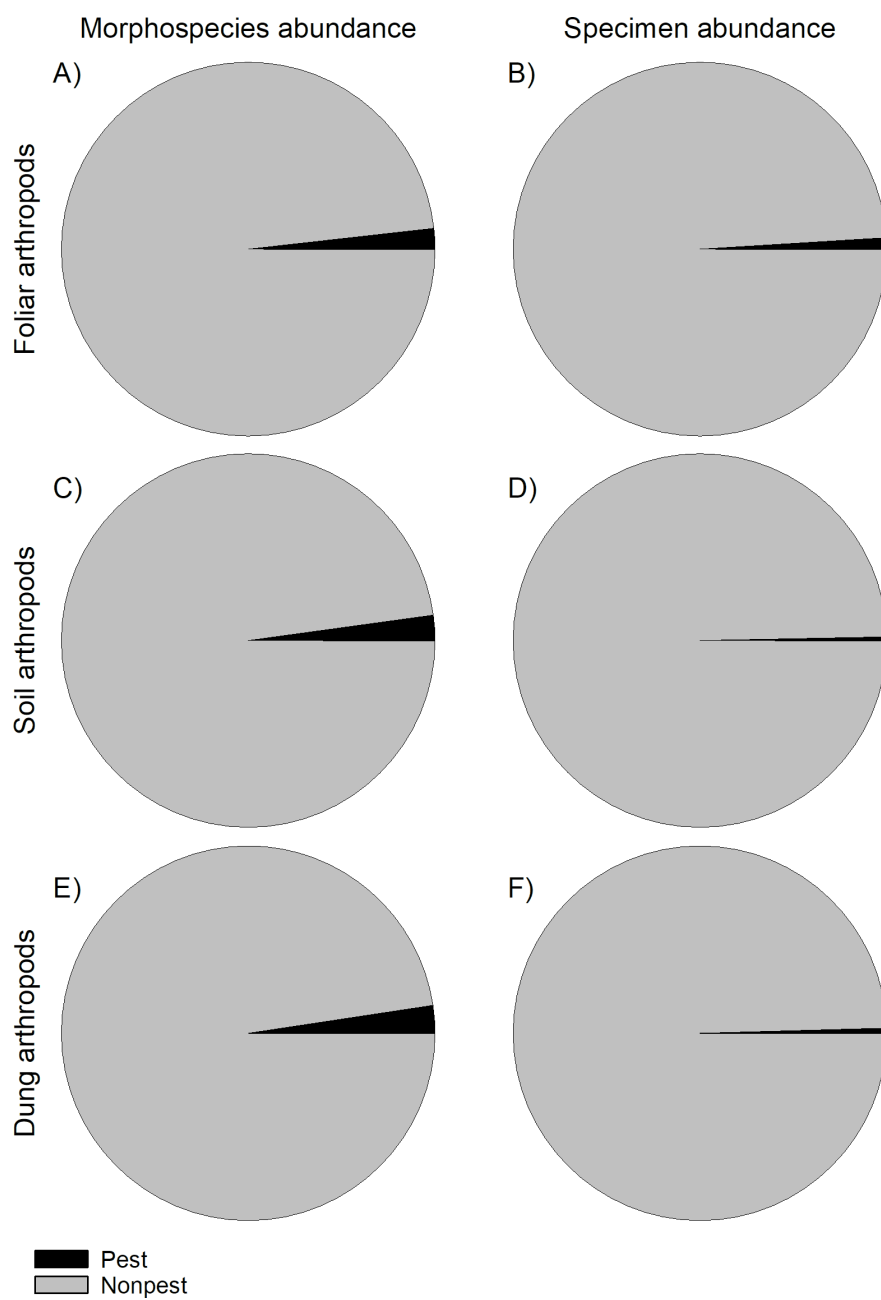 Morphospecies abundance
Specimen abundance
A)
B)
Foliar arthropods
C)
D)
Soil arthropods
E)
F)
Dung arthropods
Pest
Nonpest